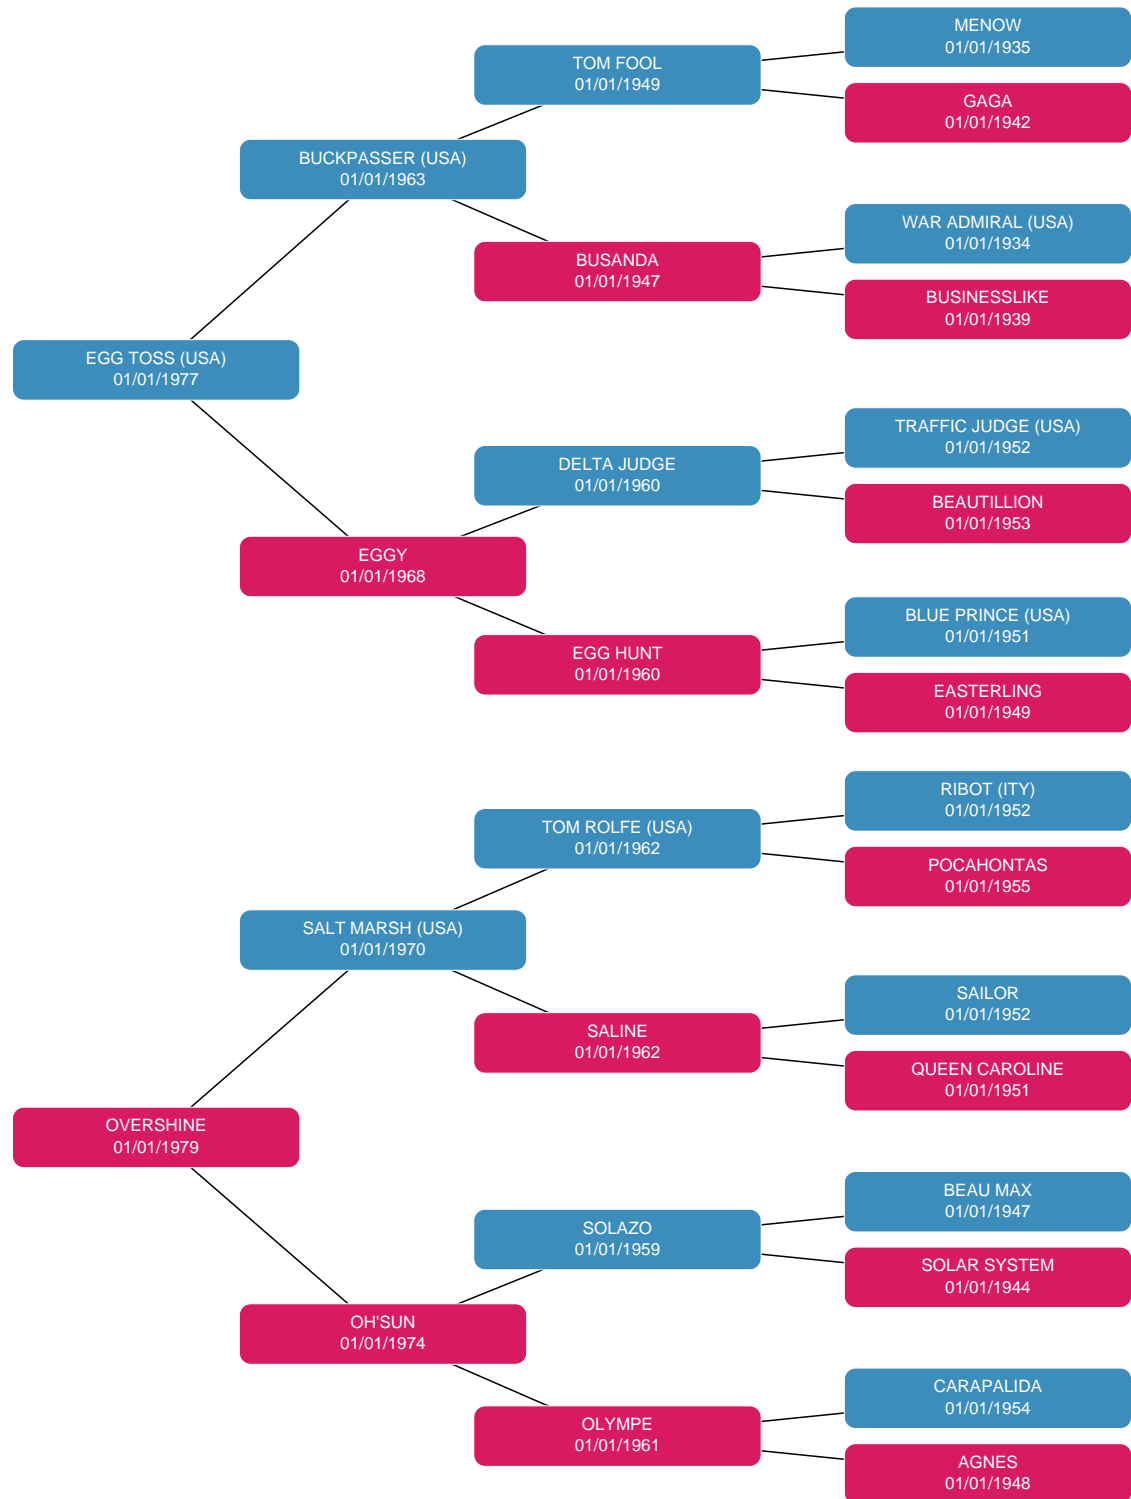 MENOW
01/01/1935
TOM FOOL
01/01/1949
GAGA
01/01/1942
BUCKPASSER (USA)
01/01/1963
WAR ADMIRAL (USA)
01/01/1934
BUSANDA
01/01/1947
BUSINESSLIKE
01/01/1939
EGG TOSS (USA)
01/01/1977
TRAFFIC JUDGE (USA)
01/01/1952
DELTA JUDGE
01/01/1960
BEAUTILLION
01/01/1953
EGGY
01/01/1968
BLUE PRINCE (USA)
01/01/1951
EGG HUNT
01/01/1960
EASTERLING
01/01/1949
RIBOT (ITY)
01/01/1952
TOM ROLFE (USA)
01/01/1962
POCAHONTAS
01/01/1955
SALT MARSH (USA)
01/01/1970
SAILOR
01/01/1952
SALINE
01/01/1962
QUEEN CAROLINE
01/01/1951
OVERSHINE
01/01/1979
BEAU MAX
01/01/1947
SOLAZO
01/01/1959
SOLAR SYSTEM
01/01/1944
OH'SUN
01/01/1974
CARAPALIDA
01/01/1954
OLYMPE
01/01/1961
AGNES
01/01/1948